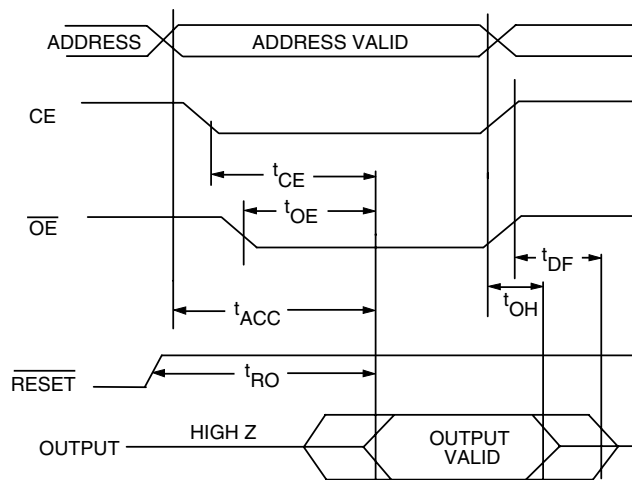 ADDRESS ADDRESS VALID
CE
tCE
tOE
OE
tDF
tOH
tACC
RESET
tRO
OUTPUT HIGH Z OUTPUT
VALID